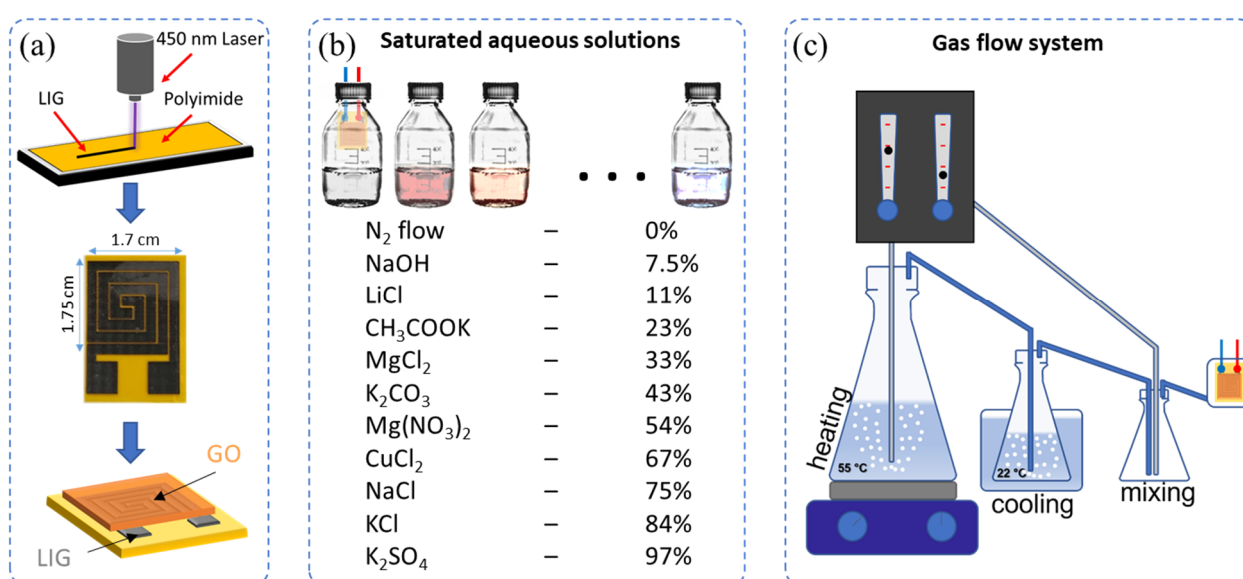 (a)
450 nm Laser
LIG
Polyimide
1.7 cm
1.75 cm
GO
LIG
(b)
Saturated aqueous solutions
N₂ flow – 0%
NaOH – 7.5%
LiCl – 11%
CH₃COOK – 23%
MgCl₂ – 33%
K₂CO₃ – 43%
Mg(NO₃)₂ – 54%
CuCl₂ – 67%
NaCl – 75%
KCl – 84%
K₂SO₄ – 97%
(c)
Gas flow system
heating
55 °C
22 °C
cooling
mixing